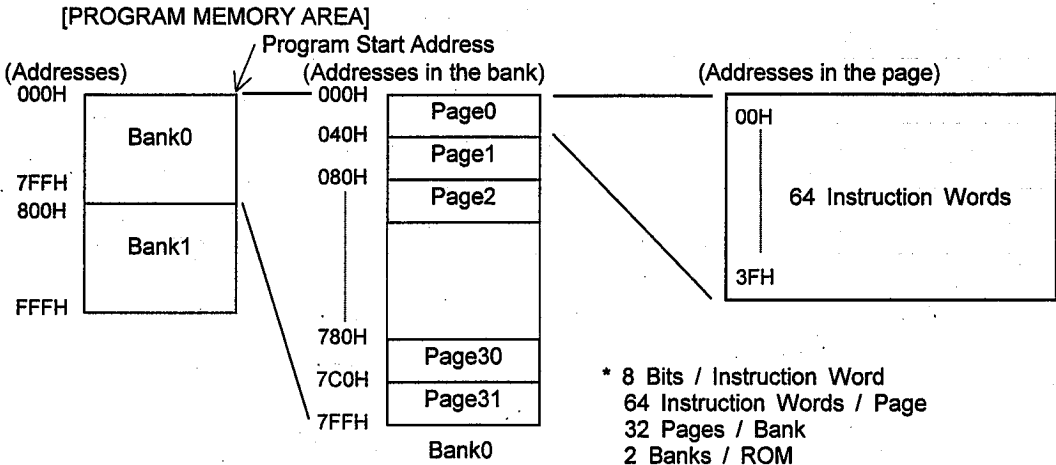 [PROGRAM MEMORY AREA]
Program Start Address
(Addresses)
000H
Bank0
7FFH
800H
Bank1
FFFH
(Addresses in the bank)
000H
Page0
040H
Page1
080H
Page2
780H
Page30
7C0H
Page31
7FFH
Bank0
(Addresses in the page)
00H
64 Instruction Words
3FH
* 8 Bits / Instruction Word
64 Instruction Words / Page
32 Pages / Bank
2 Banks / ROM